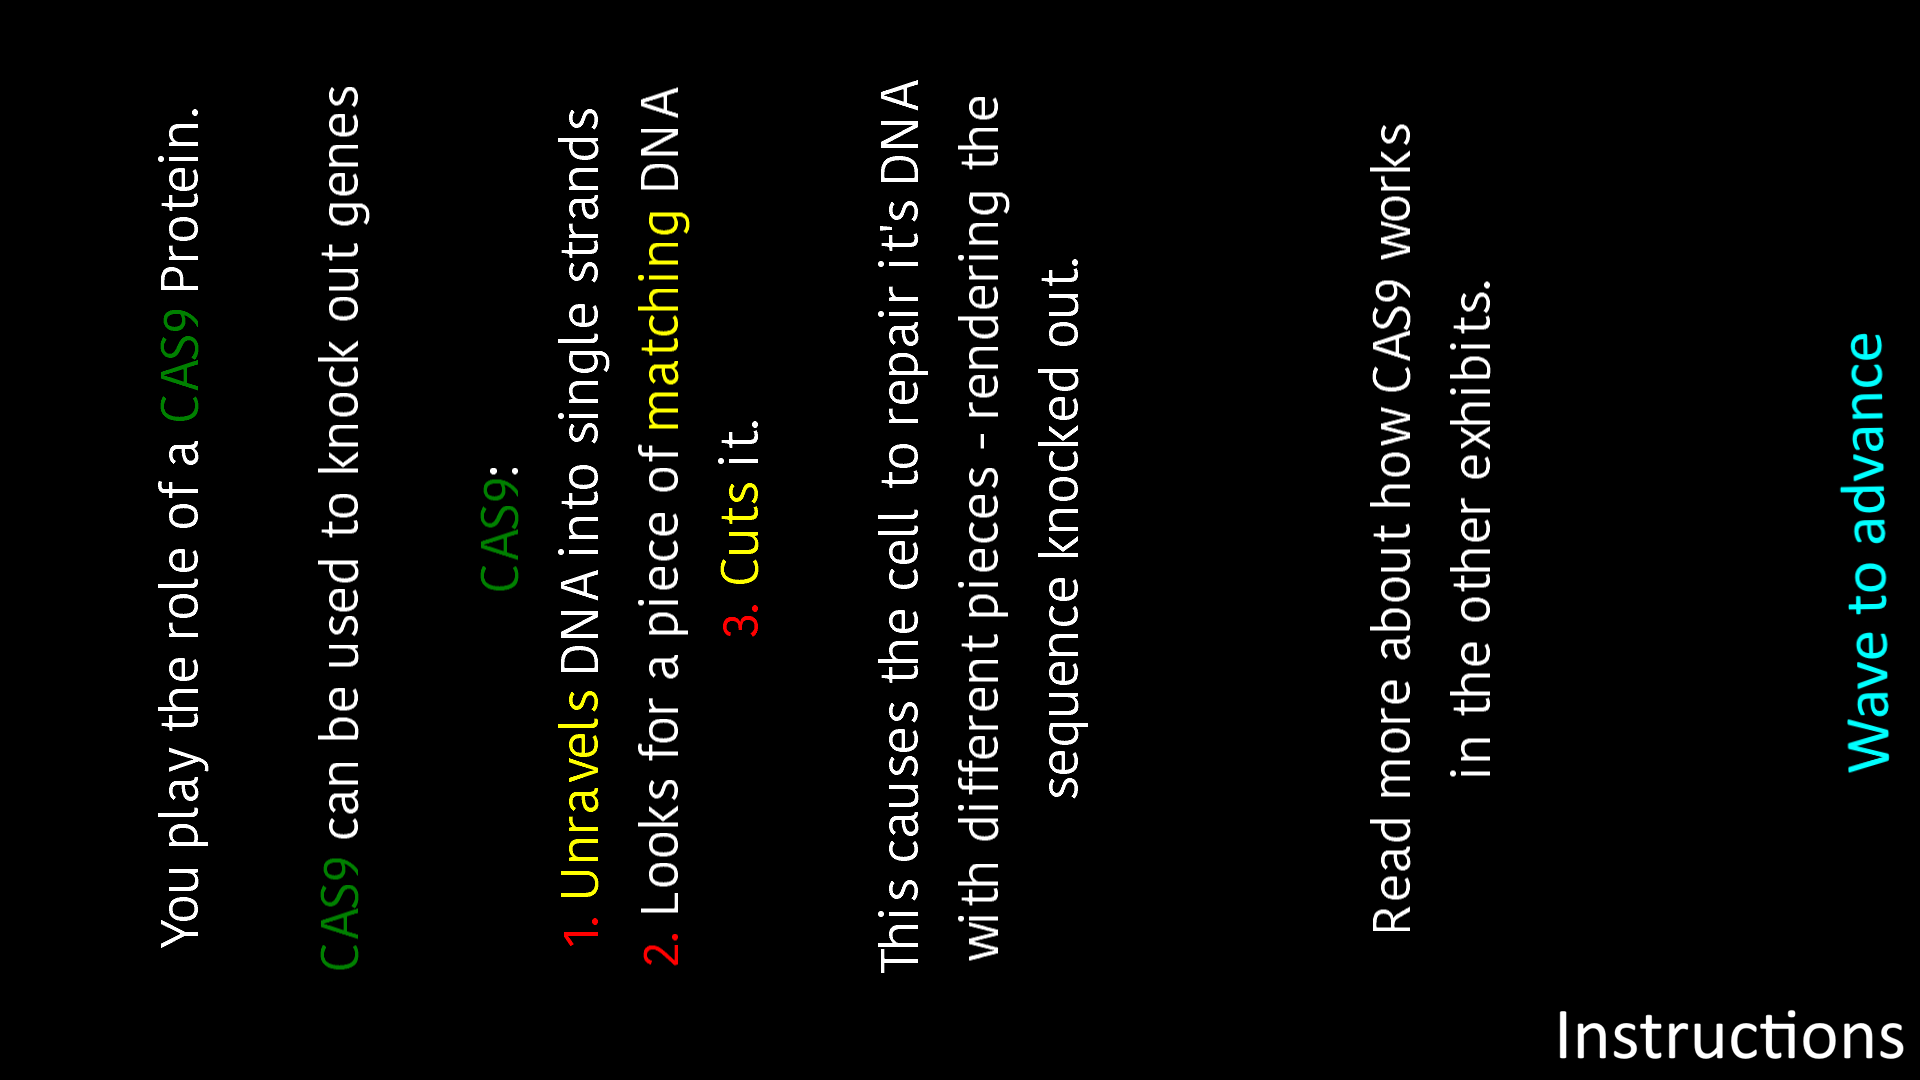 You play the role of a CAS9 Protein.
CAS9 can be used to knock out genes
CAS9:
1. Unravels DNA into single strands
2. Looks for a piece of matching DNA
3. Cuts it.
This causes the cell to repair it's DNA
with different pieces - rendering the
sequence knocked out.
Read more about how CAS9 works
in the other exhibits.
Wave to advance
Instructions